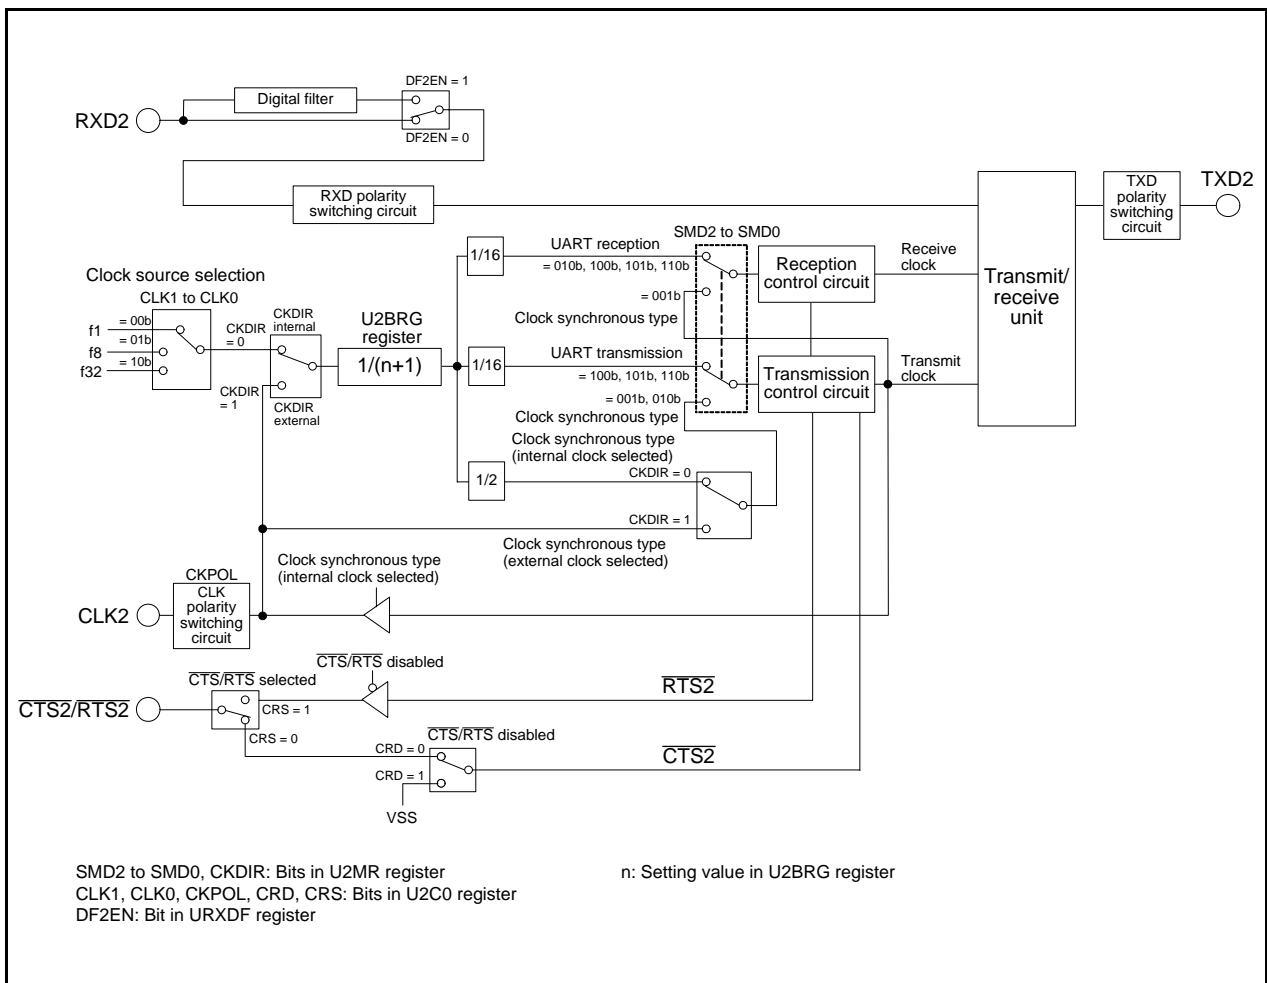 DF2EN = 1
Digital filter
RXD2
DF2EN = 0
RXD polarity
switching circuit
TXD
polarity
switching
circuit
TXD2
SMD2 to SMD0
1/16
UART reception
= 010b, 100b, 101b, 110b
Reception
control circuit
Receive
clock
Transmit/
receive
unit
Clock source selection
CLK1 to CLK0
f1
= 00b
f8
= 01b
f32
= 10b
CKDIR
= 0
CKDIR
internal
CKDIR
= 1
CKDIR
external
U2BRG
register
1/(n+1)
= 001b
Clock synchronous type
1/16
UART transmission
= 100b, 101b, 110b
Transmission
control circuit
Transmit
clock
= 001b, 010b
Clock synchronous type
Clock synchronous type
(internal clock selected)
1/2
CKDIR = 0
CKDIR = 1
Clock synchronous type
(external clock selected)
Clock synchronous type
(internal clock selected)
CKPOL
CLK2
CLK
polarity
switching
circuit
CTS/RTS disabled
CTS/RTS selected
CTS2/RTS2
CRS = 1
RTS2
CRS = 0
CTS/RTS disabled
CRD = 0
CTS2
CRD = 1
VSS
SMD2 to SMD0, CKDIR: Bits in U2MR register
n: Setting value in U2BRG register
CLK1, CLK0, CKPOL, CRD, CRS: Bits in U2C0 register
DF2EN: Bit in URXDF register